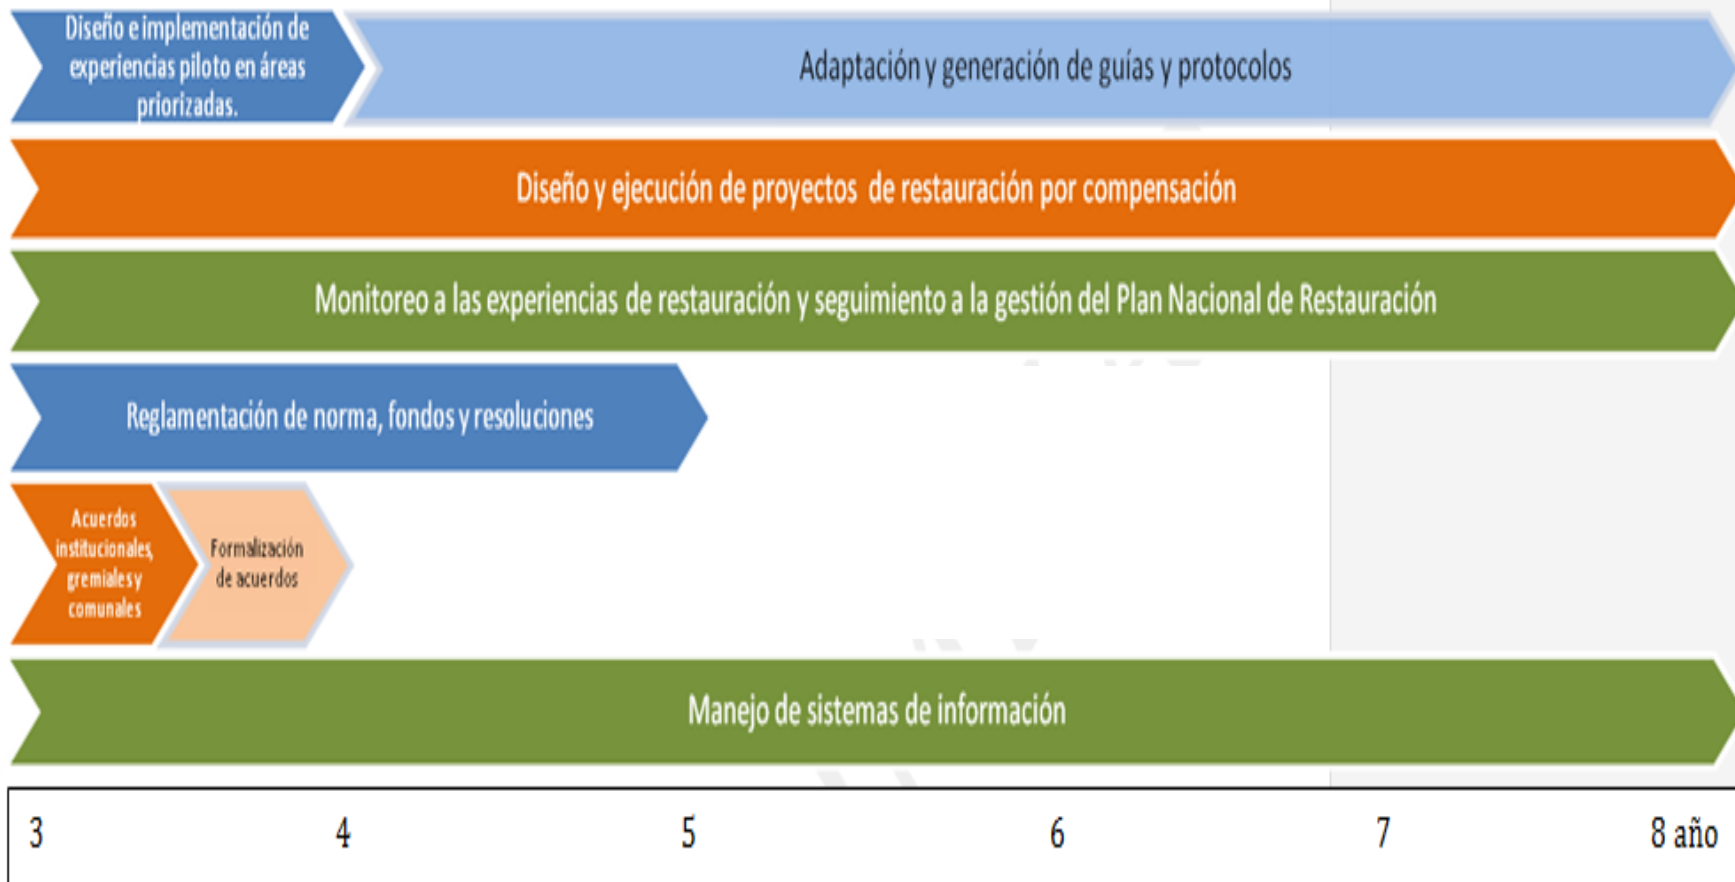 Diseño e implementación de
experiencias piloto en áreas
priorizadas.
Adaptación y generación de guías y protocolos
Diseño y ejecución de proyectos de restauración por compensación
Monitoreo a las experiencias de restauración y seguimiento a la gestión del Plan Nacional de Restauración
Reglamentación de norma, fondos y resoluciones
Acuerdos
institucionales,
gremiales y
comunales
Formalización
de acuerdos
Manejo de sistemas de información
3 4 5 6 7 8 año